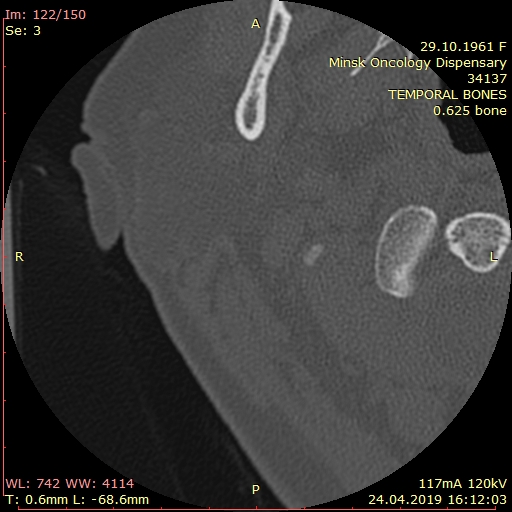 Im: 122/150
Se: 3
A
29.10.1961 F
Minsk Oncology Dispensary
34137
TEMPORAL BONES
0.625 bone
R
L
WL: 742 WW: 4114
T: 0.6mm L: -68.6mm
P
117mA 120kV
24.04.2019 16:12:03